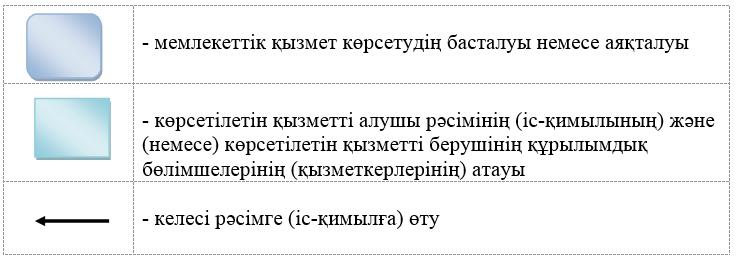 - мемлекеттік қызмет көрсетудің басталуы немесе аяқталуы
- көрсетілетін қызметті алушы рәсімінің (іс-қимылының) және
(немесе) көрсетілетін қызметті берушінің құрылымдық
бөлімшелерінің (қызметкерлерінің) атауы
- келесі рәсімге (іс-қимылға) өту